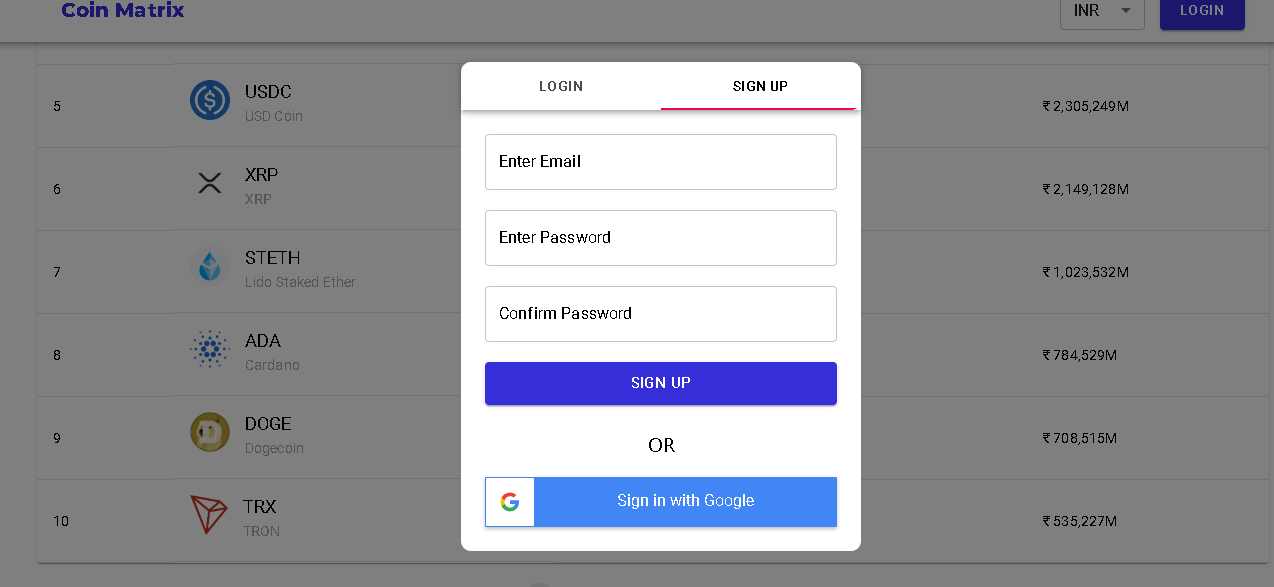 Coin Matrix
INR
LOGIN
LOGIN
SIGN UP
5
USDC
USD Coin
₹ 2,305,249M
Enter Email
6
XRP
XRP
₹ 2,149,128M
Enter Password
7
STETH
Lido Staked Ether
₹ 1,023,532M
Confirm Password
8
ADA
Cardano
₹ 784,529M
SIGN UP
9
DOGE
Dogecoin
₹ 708,515M
OR
10
TRX
TRON
₹ 535,227M
Sign in with Google